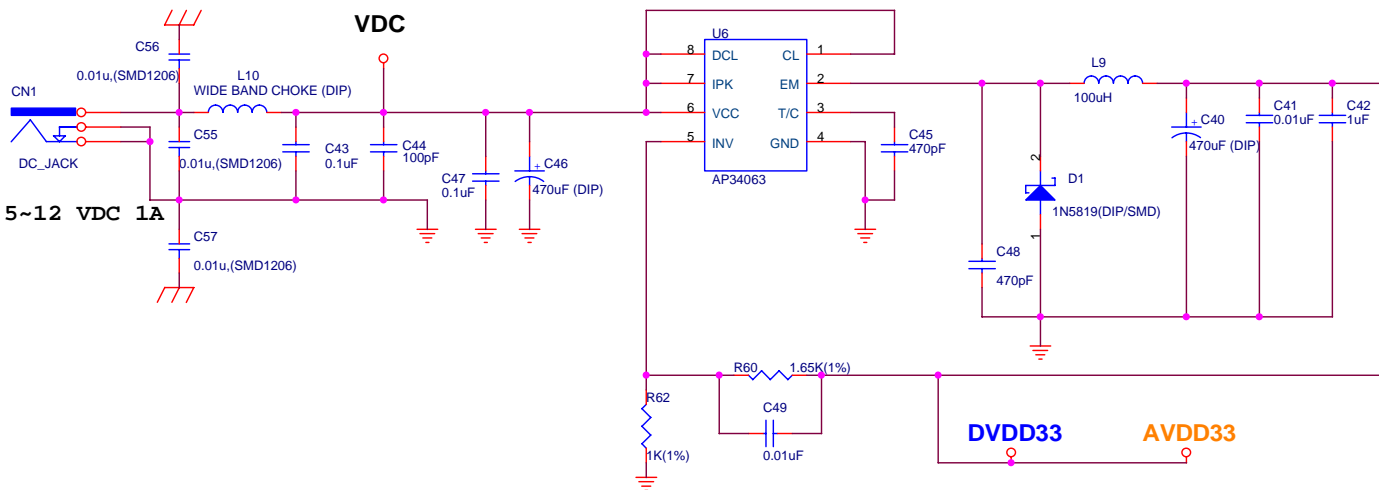 VDC
C56
0.01u,(SMD1206)
L10
WIDE BAND CHOKE (DIP)
CN1
DC_JACK
C55
0.01u,(SMD1206)
C43
0.1uF
C44
100pF
C47
0.1uF
C46
+
470uF (DIP)
5~12 VDC 1A
C57
0.01u,(SMD1206)
U6
8 DCL CL 1
7 IPK EM 2
6 VCC T/C 3
5 INV GND 4
AP34063
C45
470pF
L9
100uH
C40
+
470uF (DIP)
C41
0.01uF
C42
1uF
2
D1
1N5819(DIP/SMD)
1
C48
470pF
R60 1.65K(1%)
R62
1K(1%)
C49
0.01uF
DVDD33
AVDD33